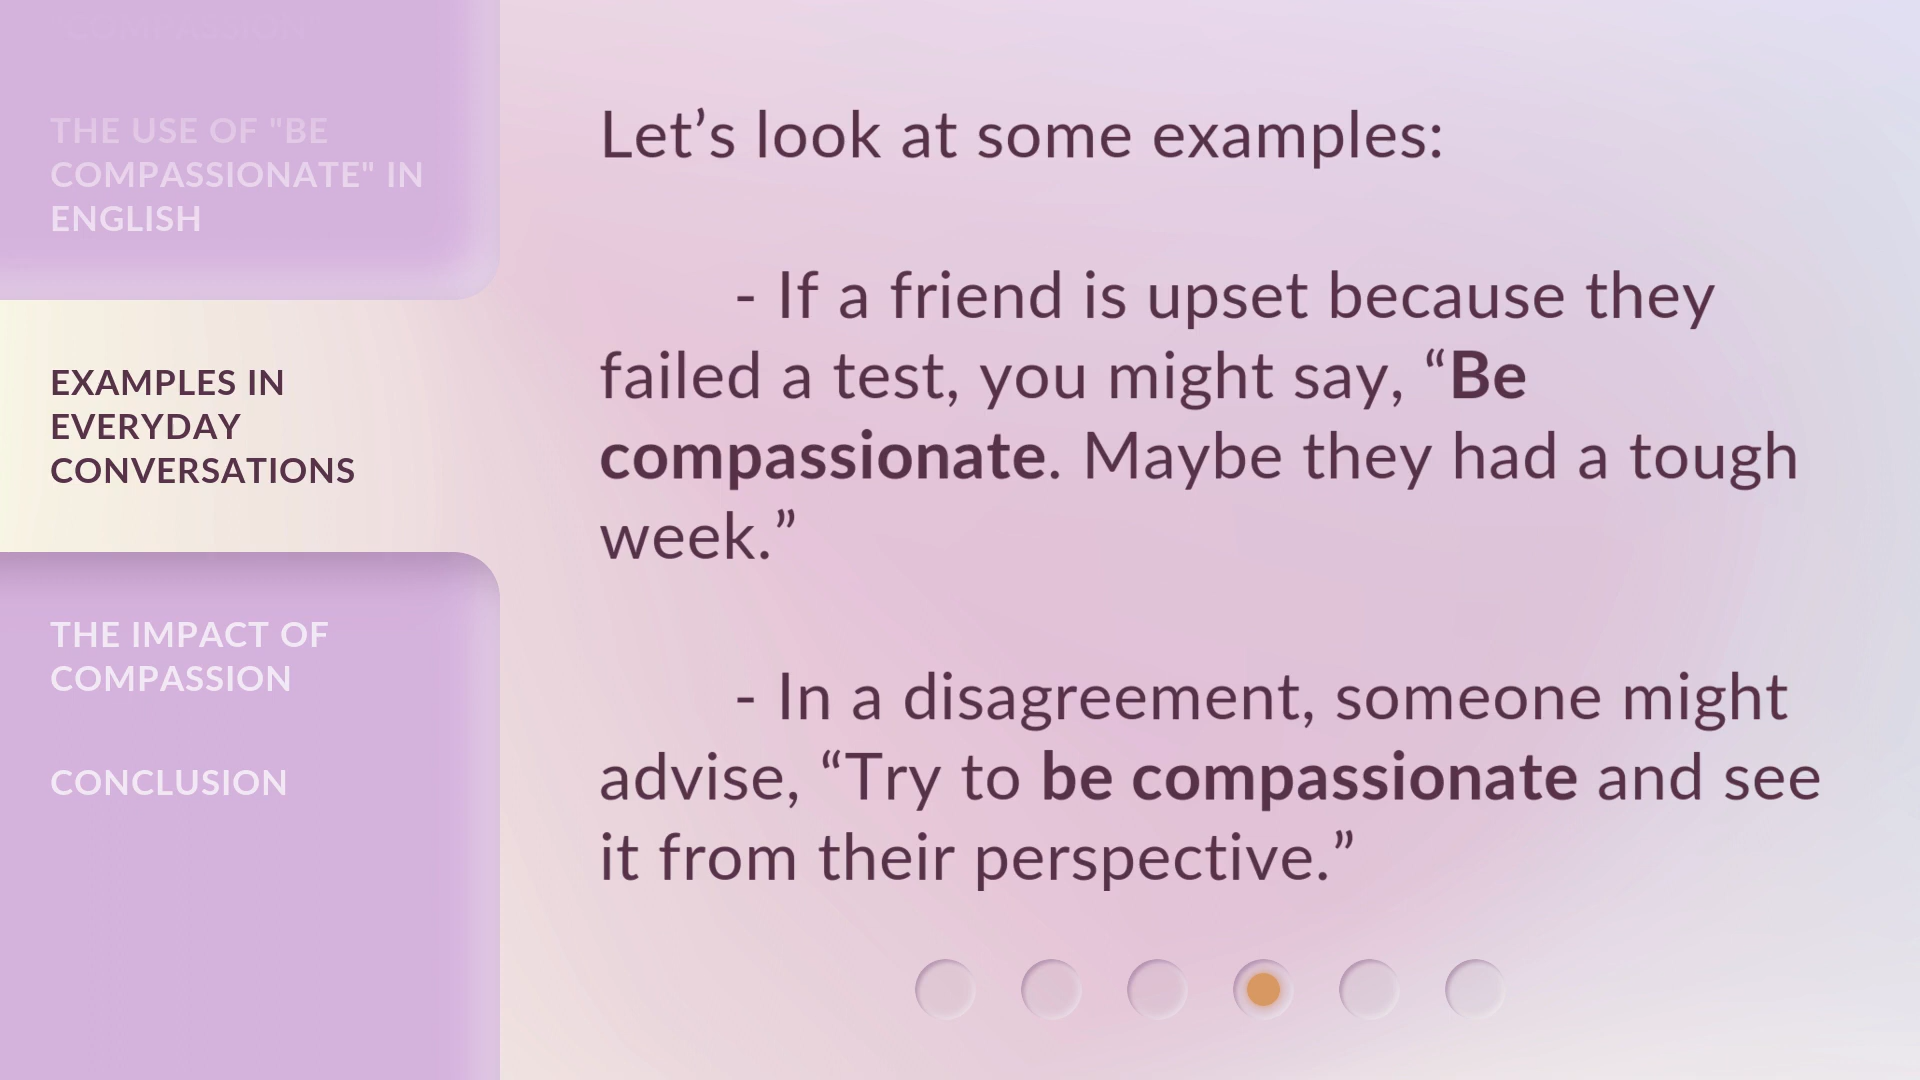 COMPASSION"
THE USE OF "BE
COMPASSIONATE" IN
ENGLISH
EXAMPLES IN
EVERYDAY
CONVERSATIONS
THE IMPACT OF
COMPASSION
CONCLUSION
Let’s look at some examples:
- If a friend is upset because they
failed a test, you might say, “Be
compassionate. Maybe they had a tough
week.”
- In a disagreement, someone might
advise, “Try to be compassionate and see
it from their perspective.”